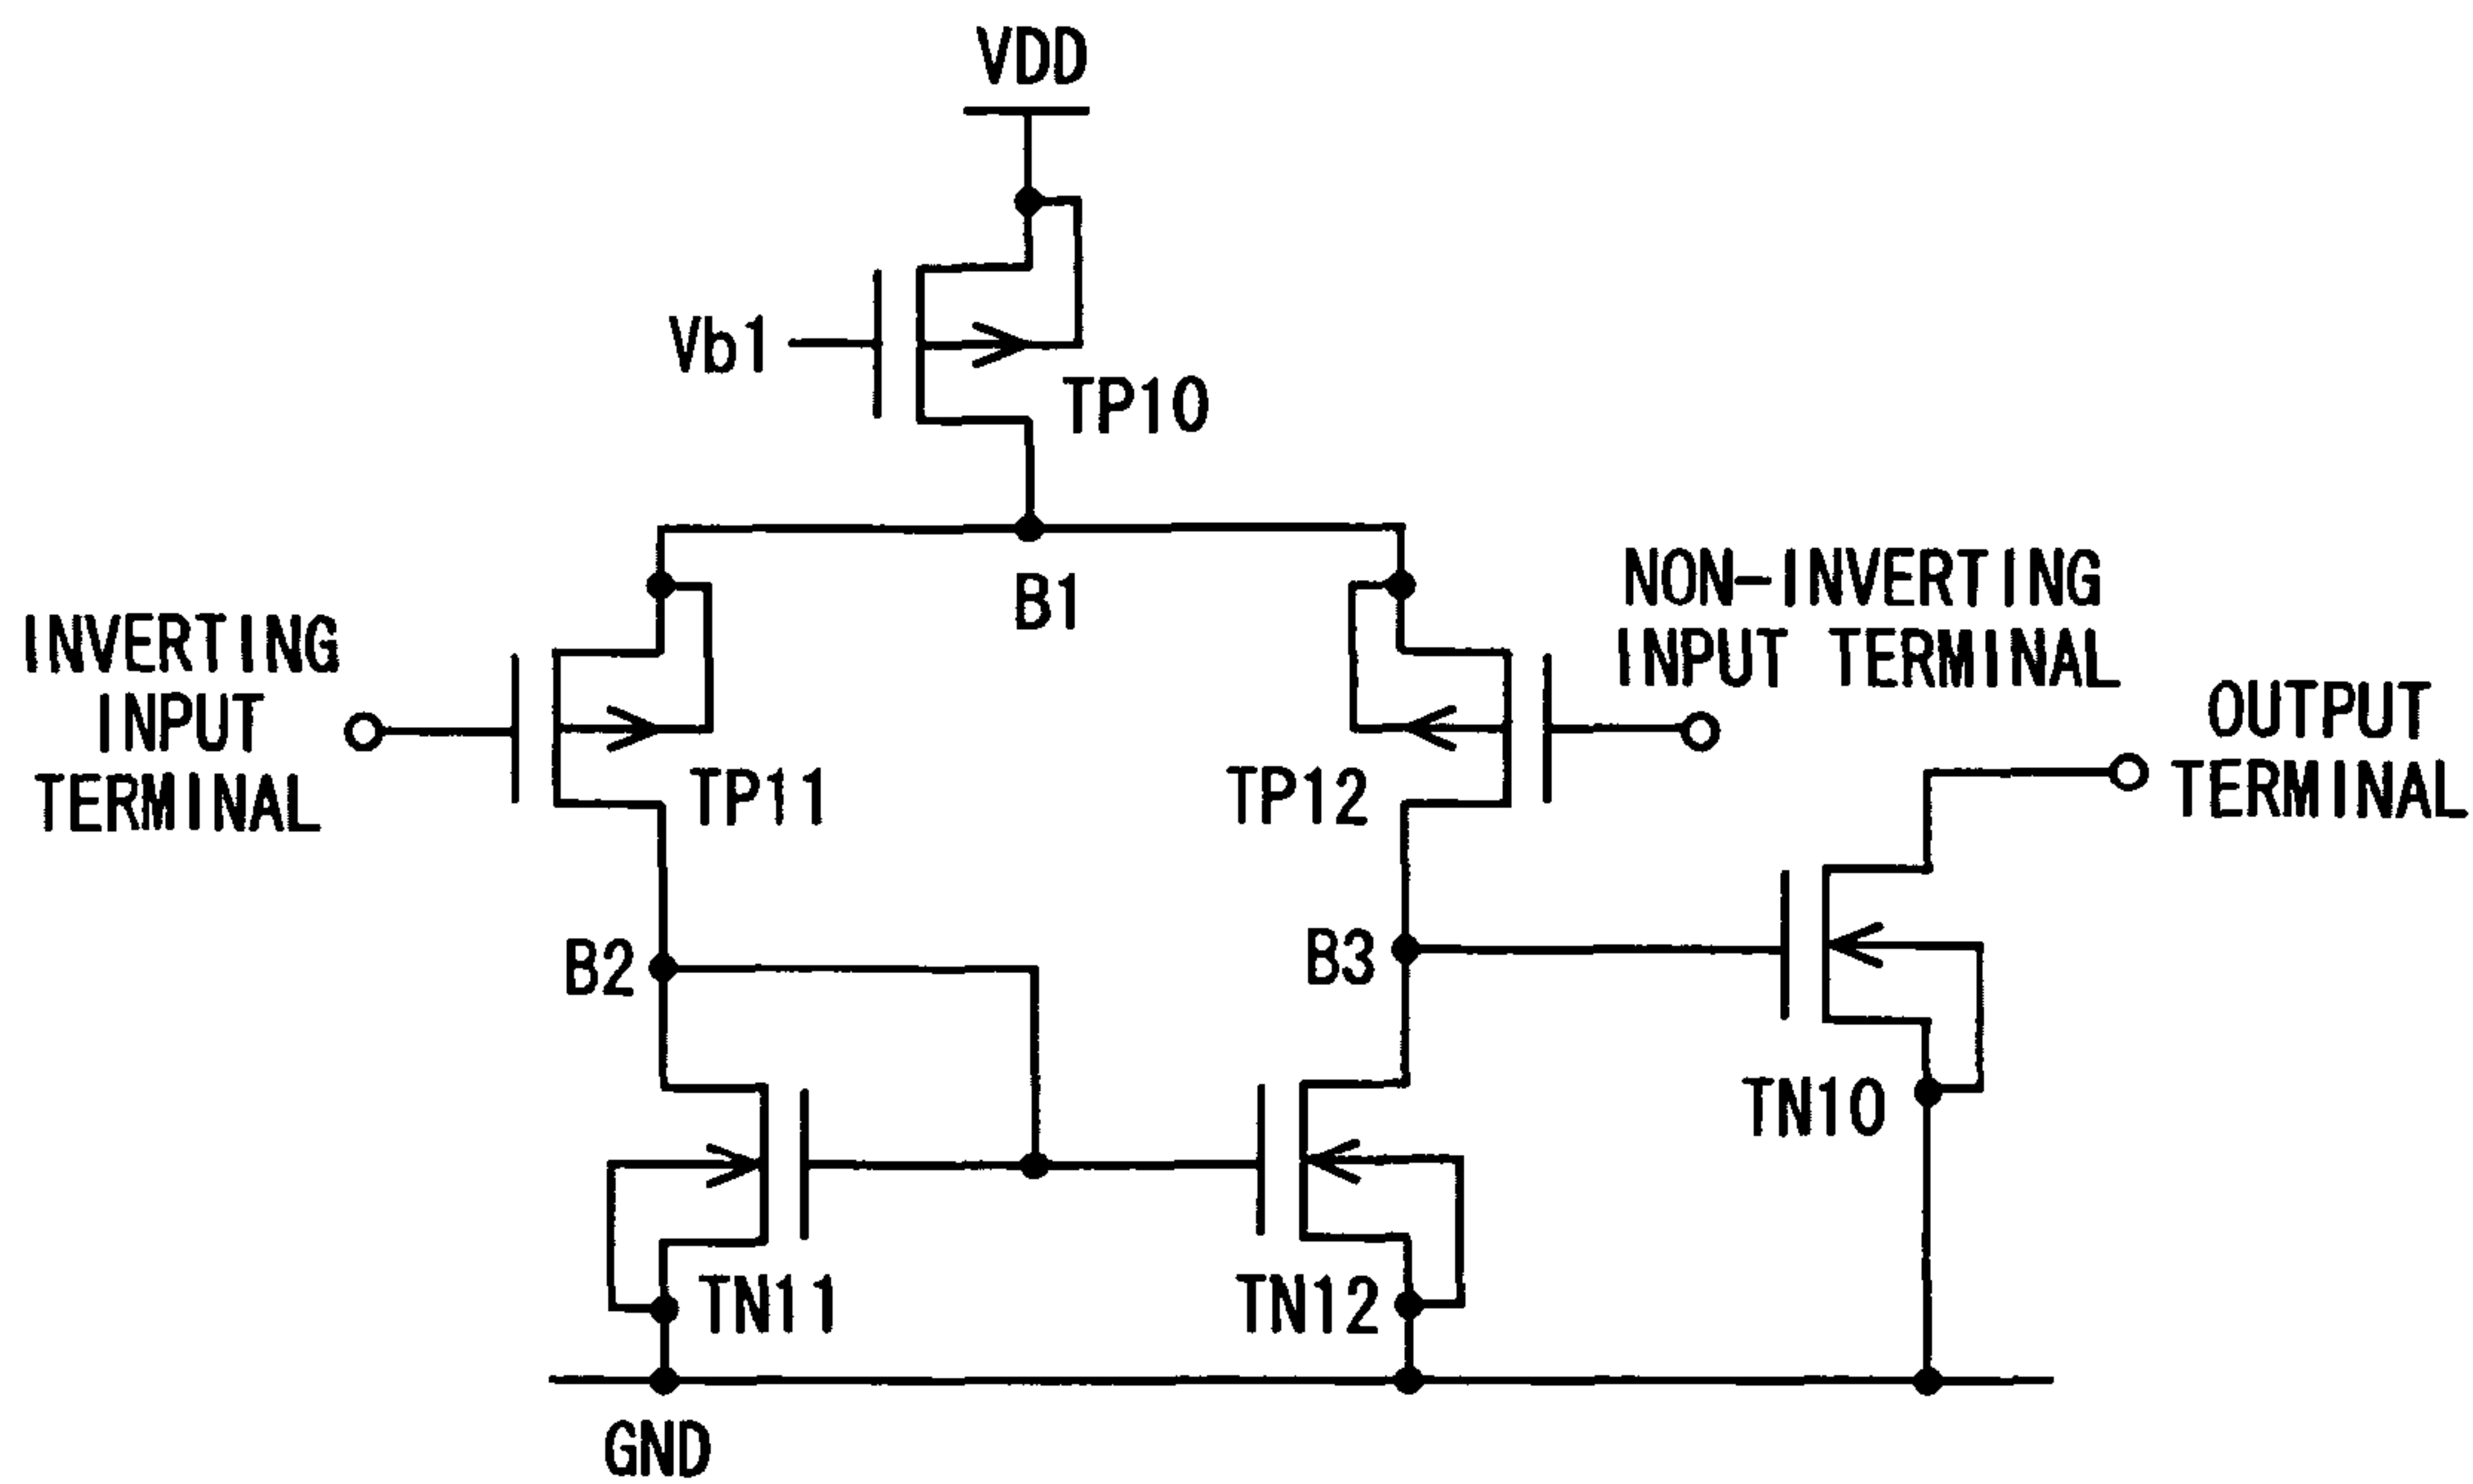 VDD
Vb1
TP10
B1
INVERTING
INPUT
TERMINAL
NON-INVERTING
INPUT TERMINAL
OUTPUT
TERMINAL
TP11
TP12
B2
B3
TN10
TN11
TN12
GND